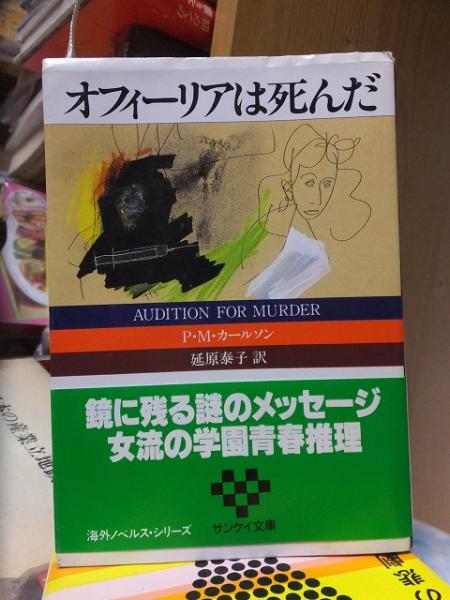 オフィーリアは死んだ
AUDITION FOR MURDER
P・M・カールソン
延原泰子 訳
鏡に残る謎のメッセージ
女流の学園青春推理
サンケイ文庫
海外ノベルス・シリーズ